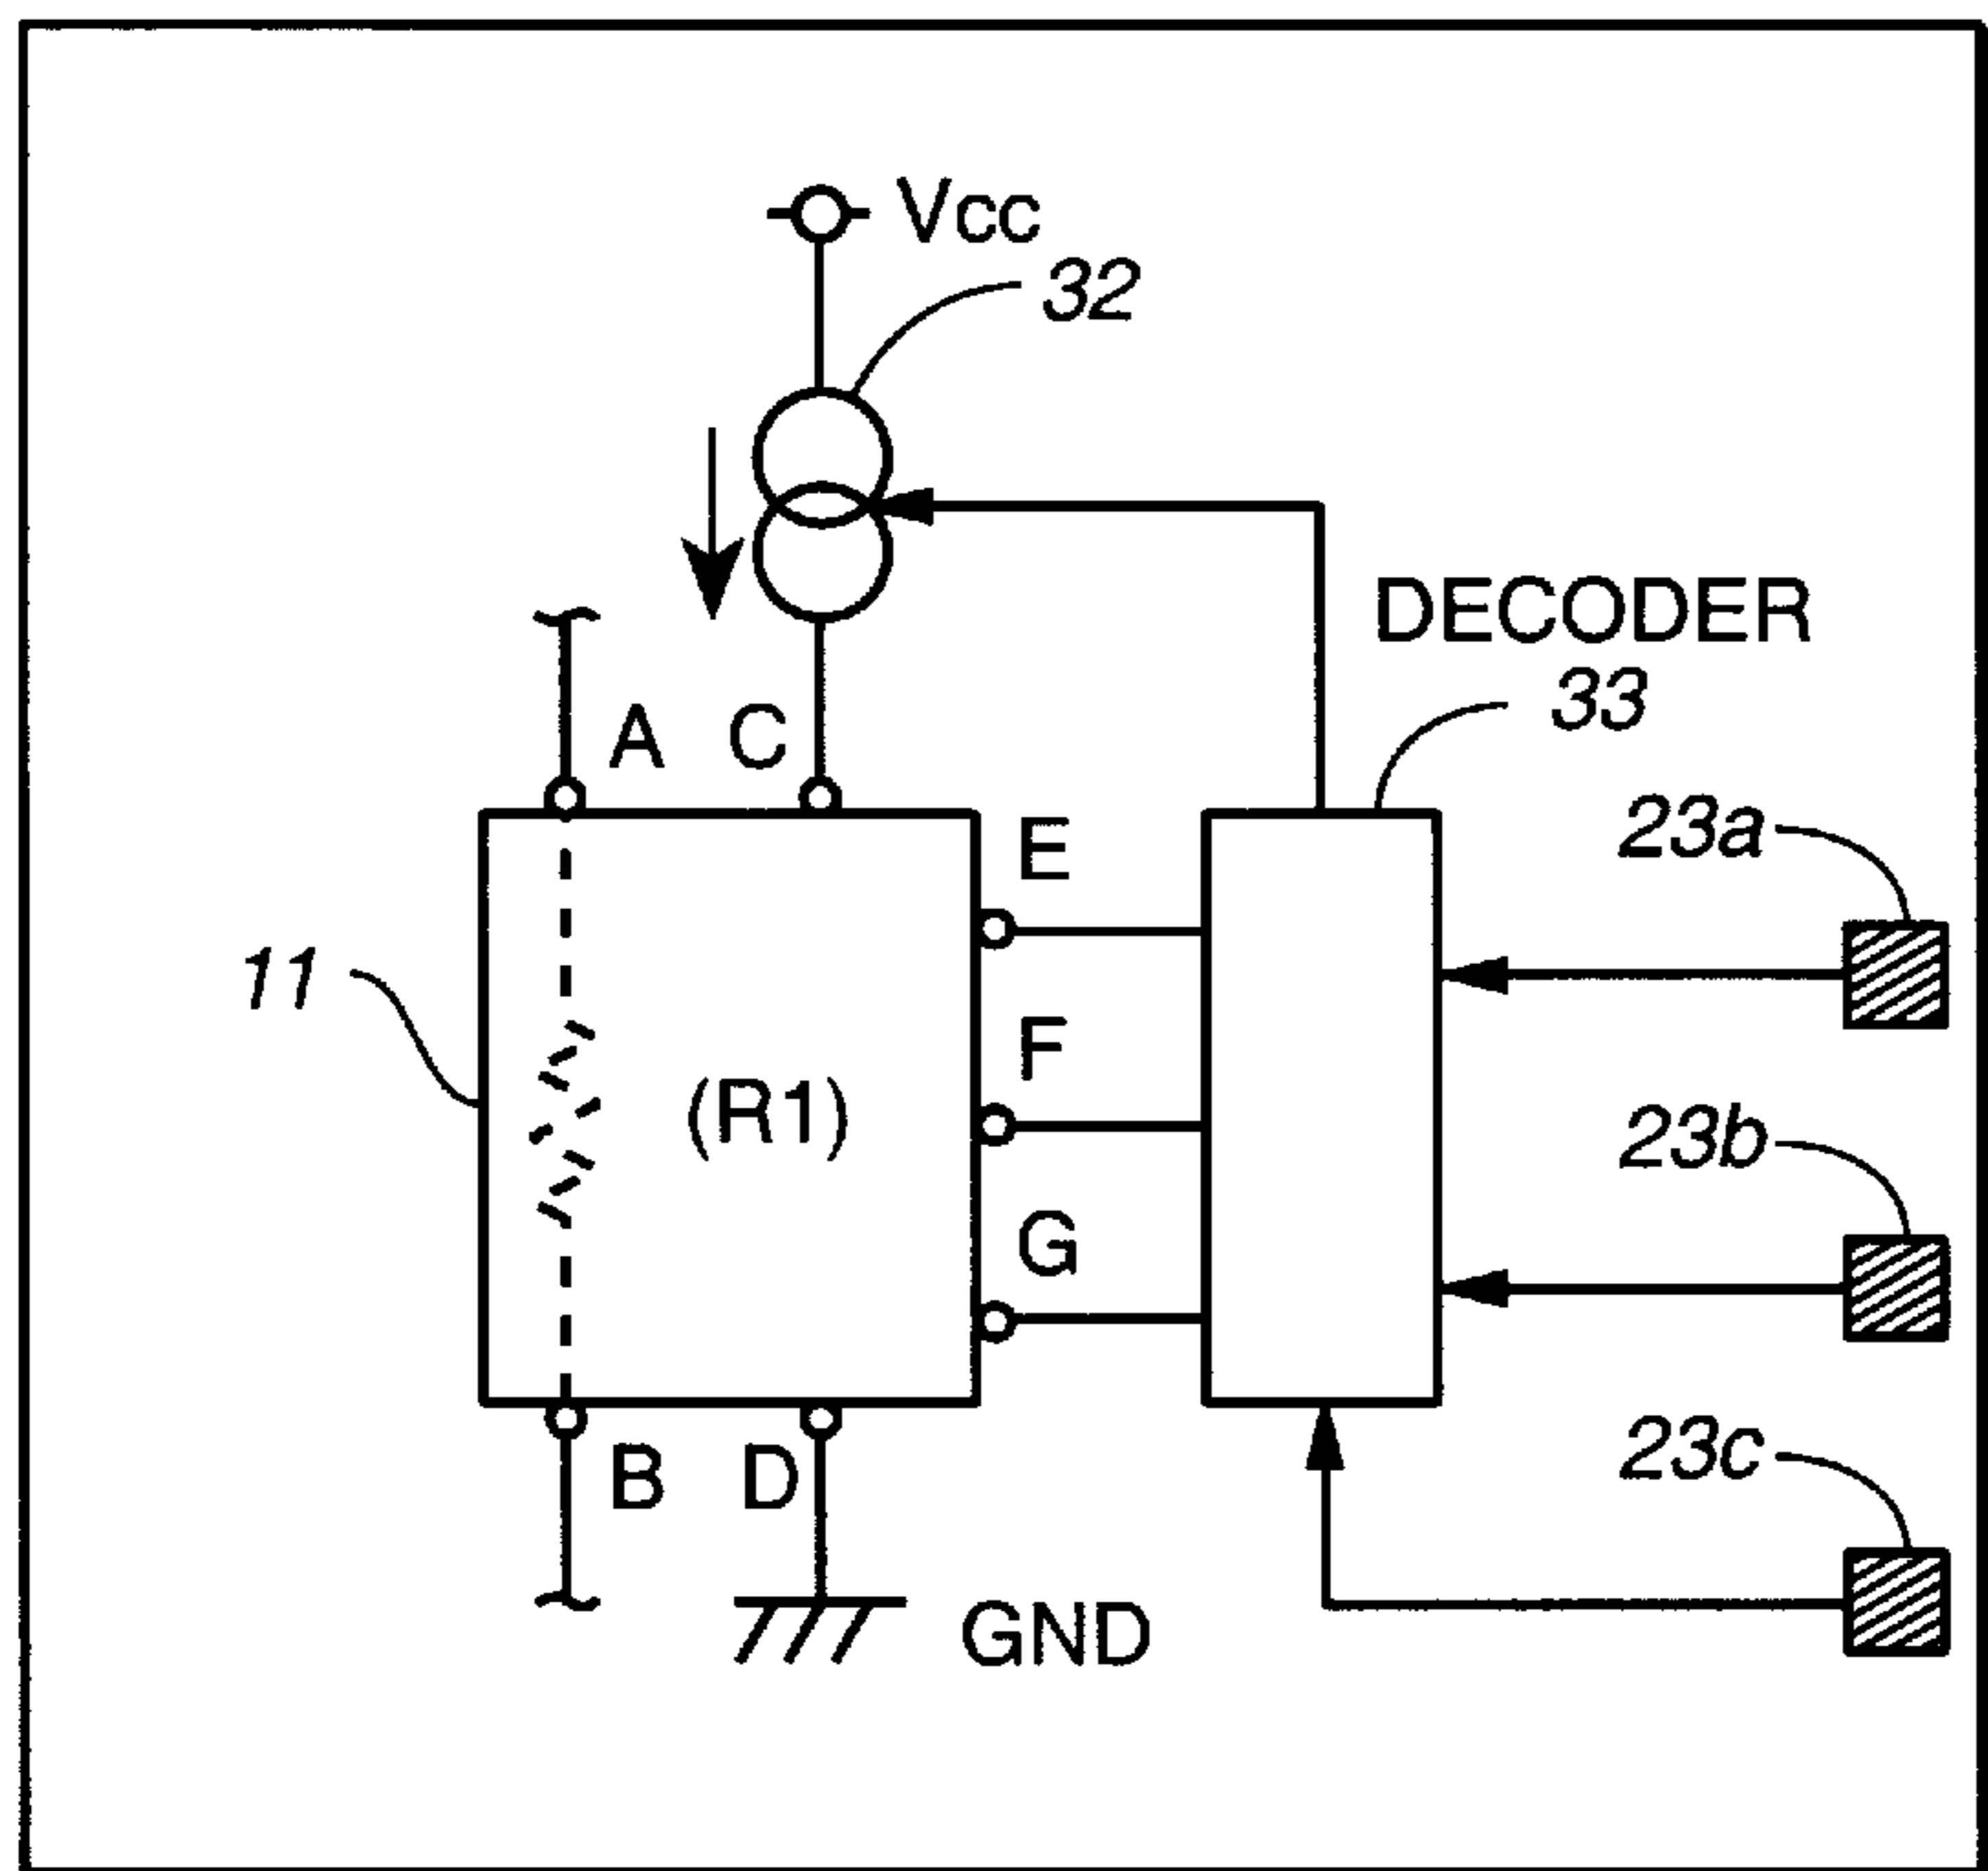 Vcc
32
DECODER
33
A
C
23a
E
11
F
(R1)
23b
G
23c
B
D
GND